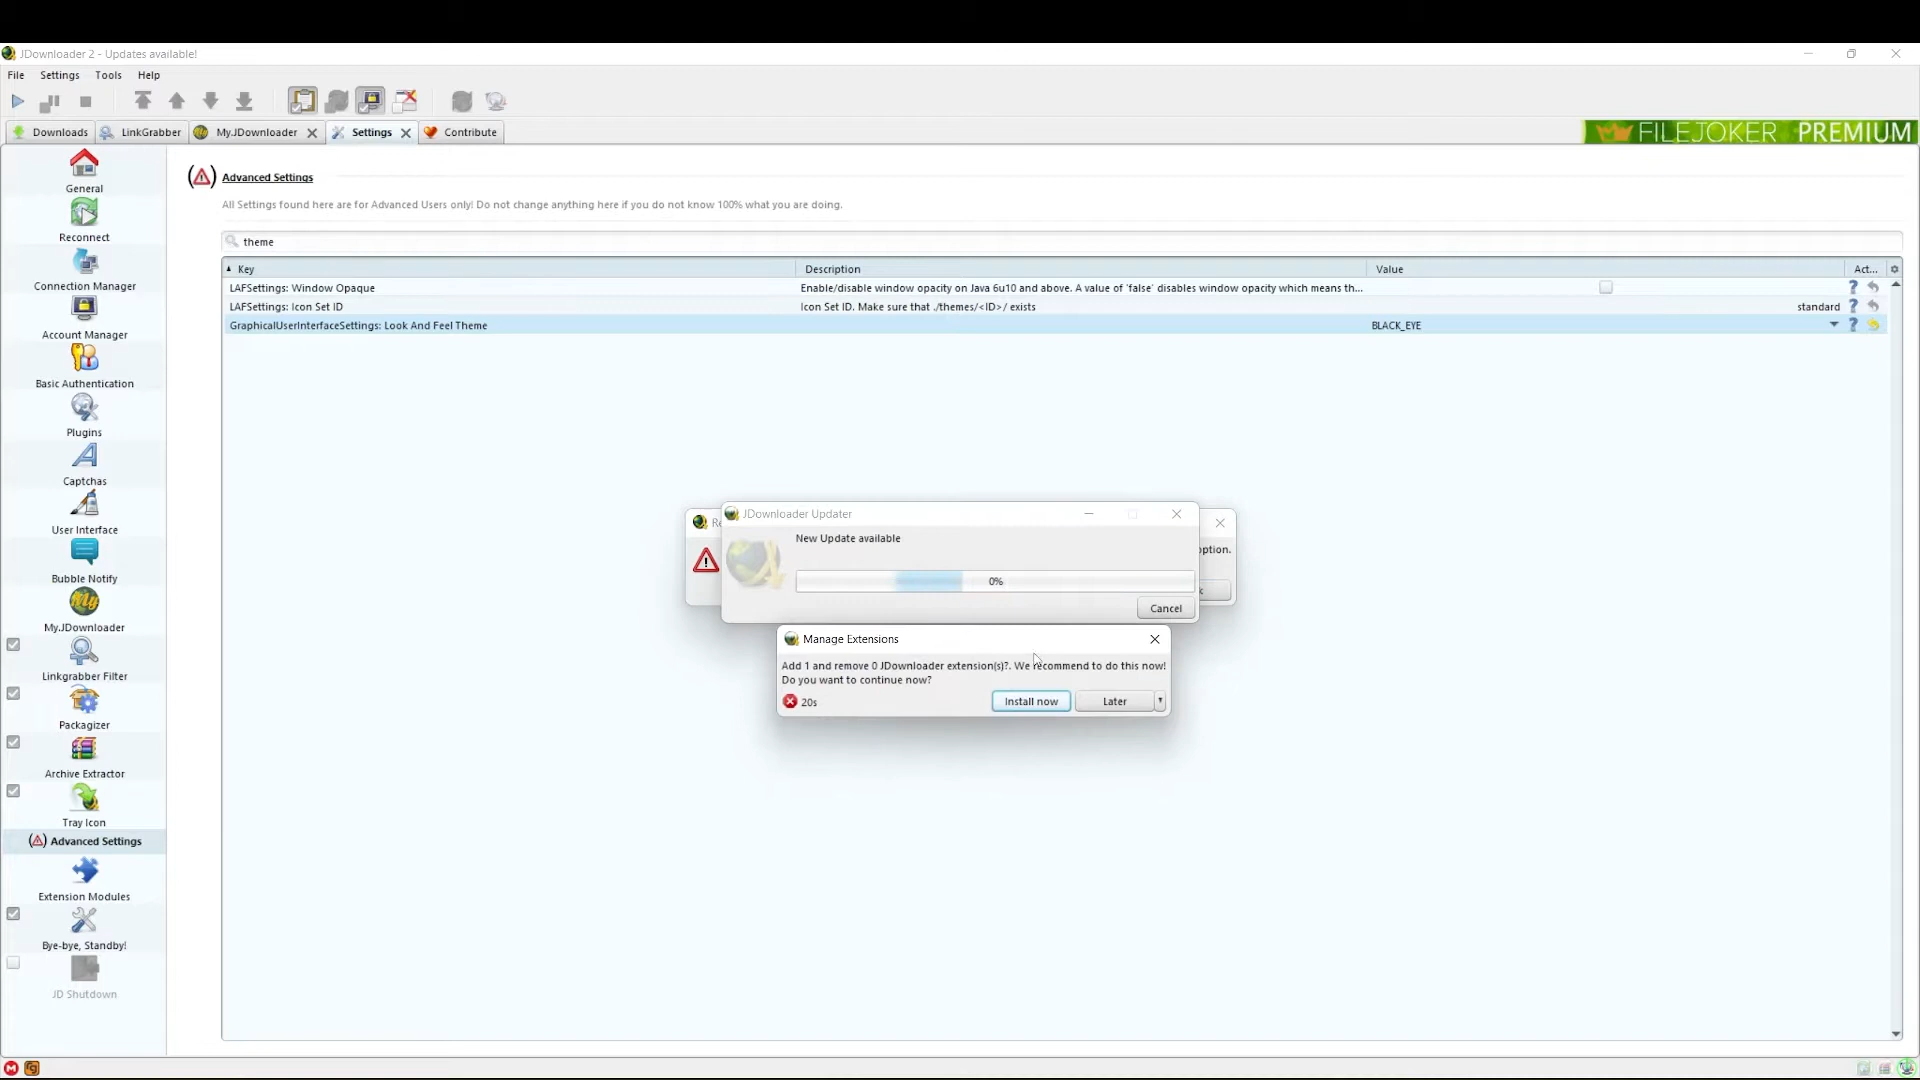 JDownloader 2 - Updates available!
File Settings Tools Help
Downloads LinkGrabber My.JDownloader Settings Contribute
FILEJOKER PREMIUM
General
Reconnect
Connection Manager
Account Manager
Basic Authentication
Plugins
Captchas
User Interface
Bubble Notify
My
My.JDownloader
Linkgrabber Filter
Packagizer
Archive Extractor
Tray Icon
Advanced Settings
Extension Modules
Bye-bye, Standby!
JD Shutdown
Advanced Settings
All Settings found here are for Advanced Users only! Do not change anything here if you do not know 100% what you are doing.
theme
Key Description Value Act...
LAFSettings: Window Opaque Enable/disable window opacity on Java 6u10 and above. A value of 'false' disables window opacity which means th...
LAFSettings: Icon Set ID Icon Set ID. Make sure that ./themes/<ID>/ exists standard
GraphicalUserInterfaceSettings: Look And Feel Theme BLACK_EYE
JDownloader Updater
New Update available
option.
0%
Cancel
Manage Extensions
Add 1 and remove 0 JDownloader extension(s)?. We recommend to do this now!
Do you want to continue now?
20s Install now Later